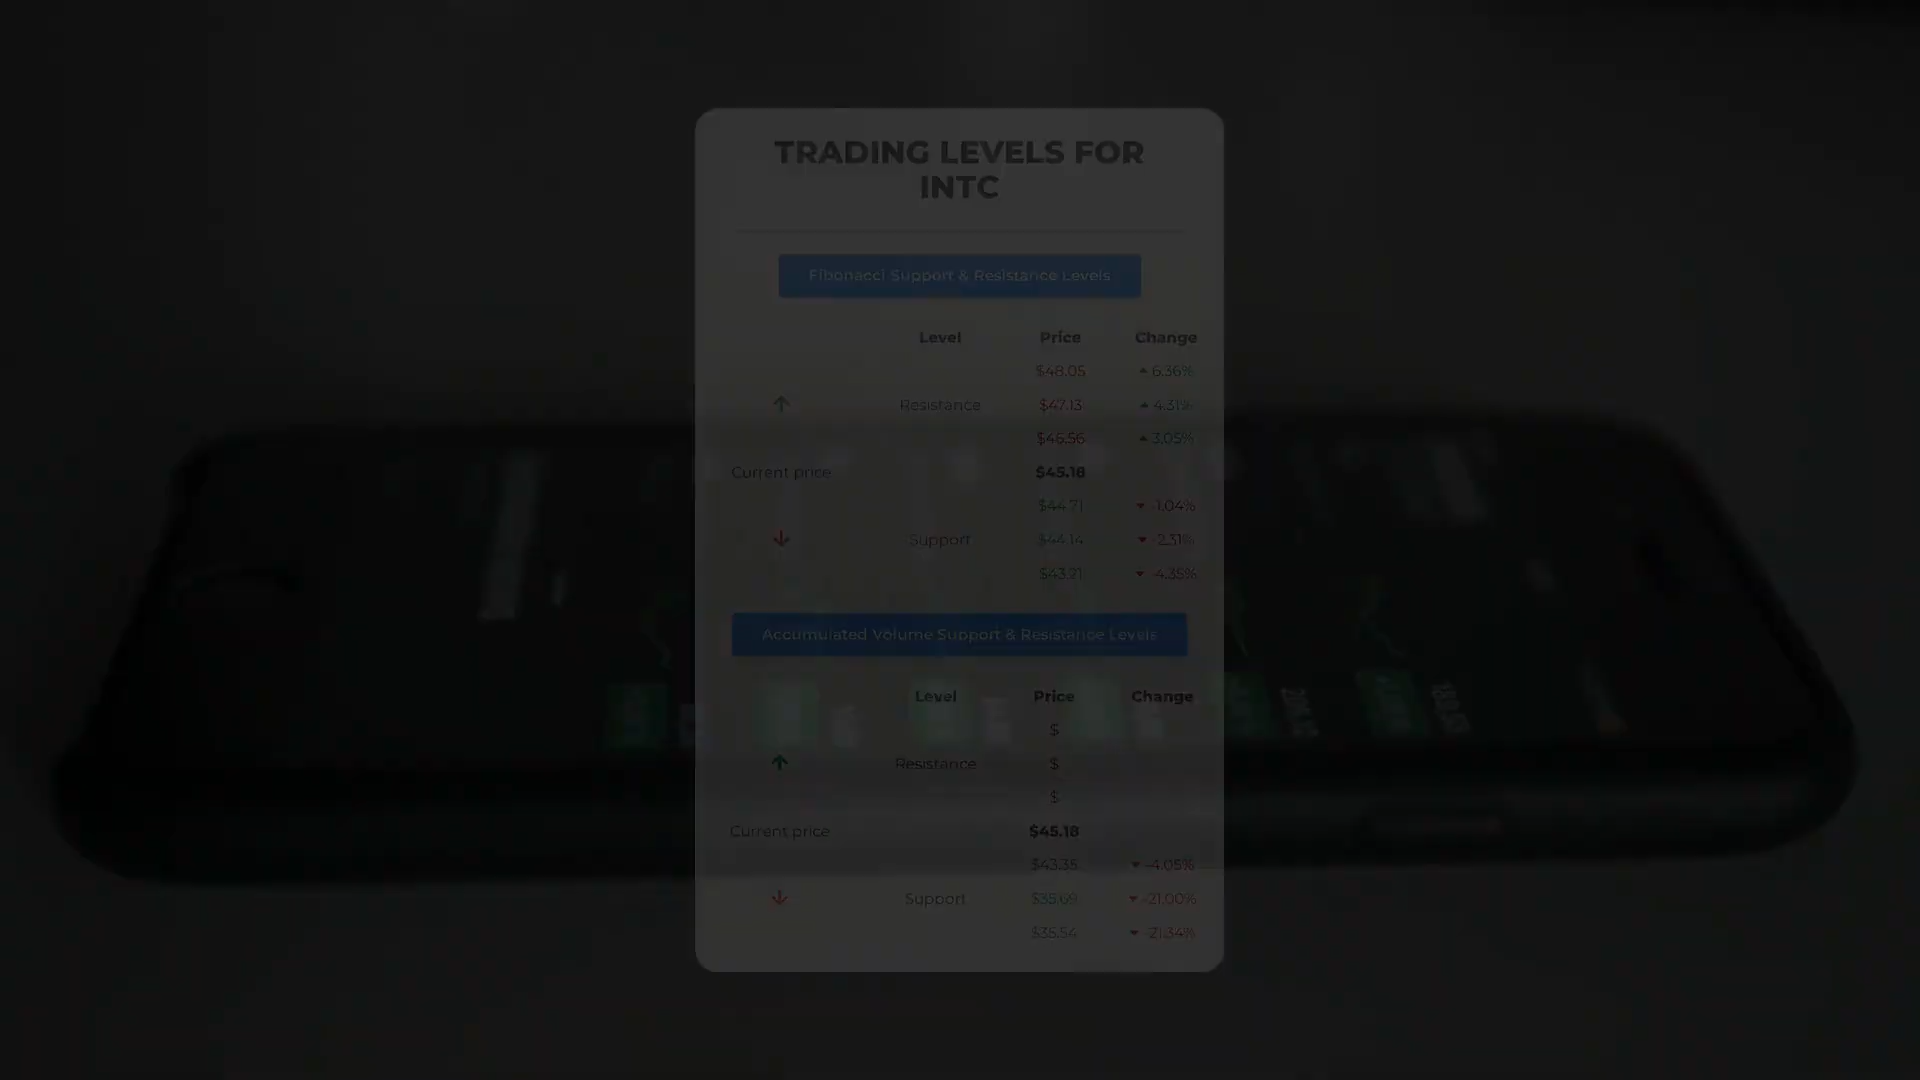 TRADING LEVELS FOR
INTC
Fibonacci Support & Resistance Levels
Level Price Change
$48.05 6.36%
Resistance $47.13 4.31%
$46.56 3.05%
Current price $45.18
$44.71 -1.04%
Support $44.14 -2.31%
$43.21 -4.35%
Accumulated Volume Support & Resistance Levels
Level Price Change
$
Resistance $
$
Current price $45.18
$43.35 -4.05%
Support $35.69 -21.00%
$35.54 -21.34%